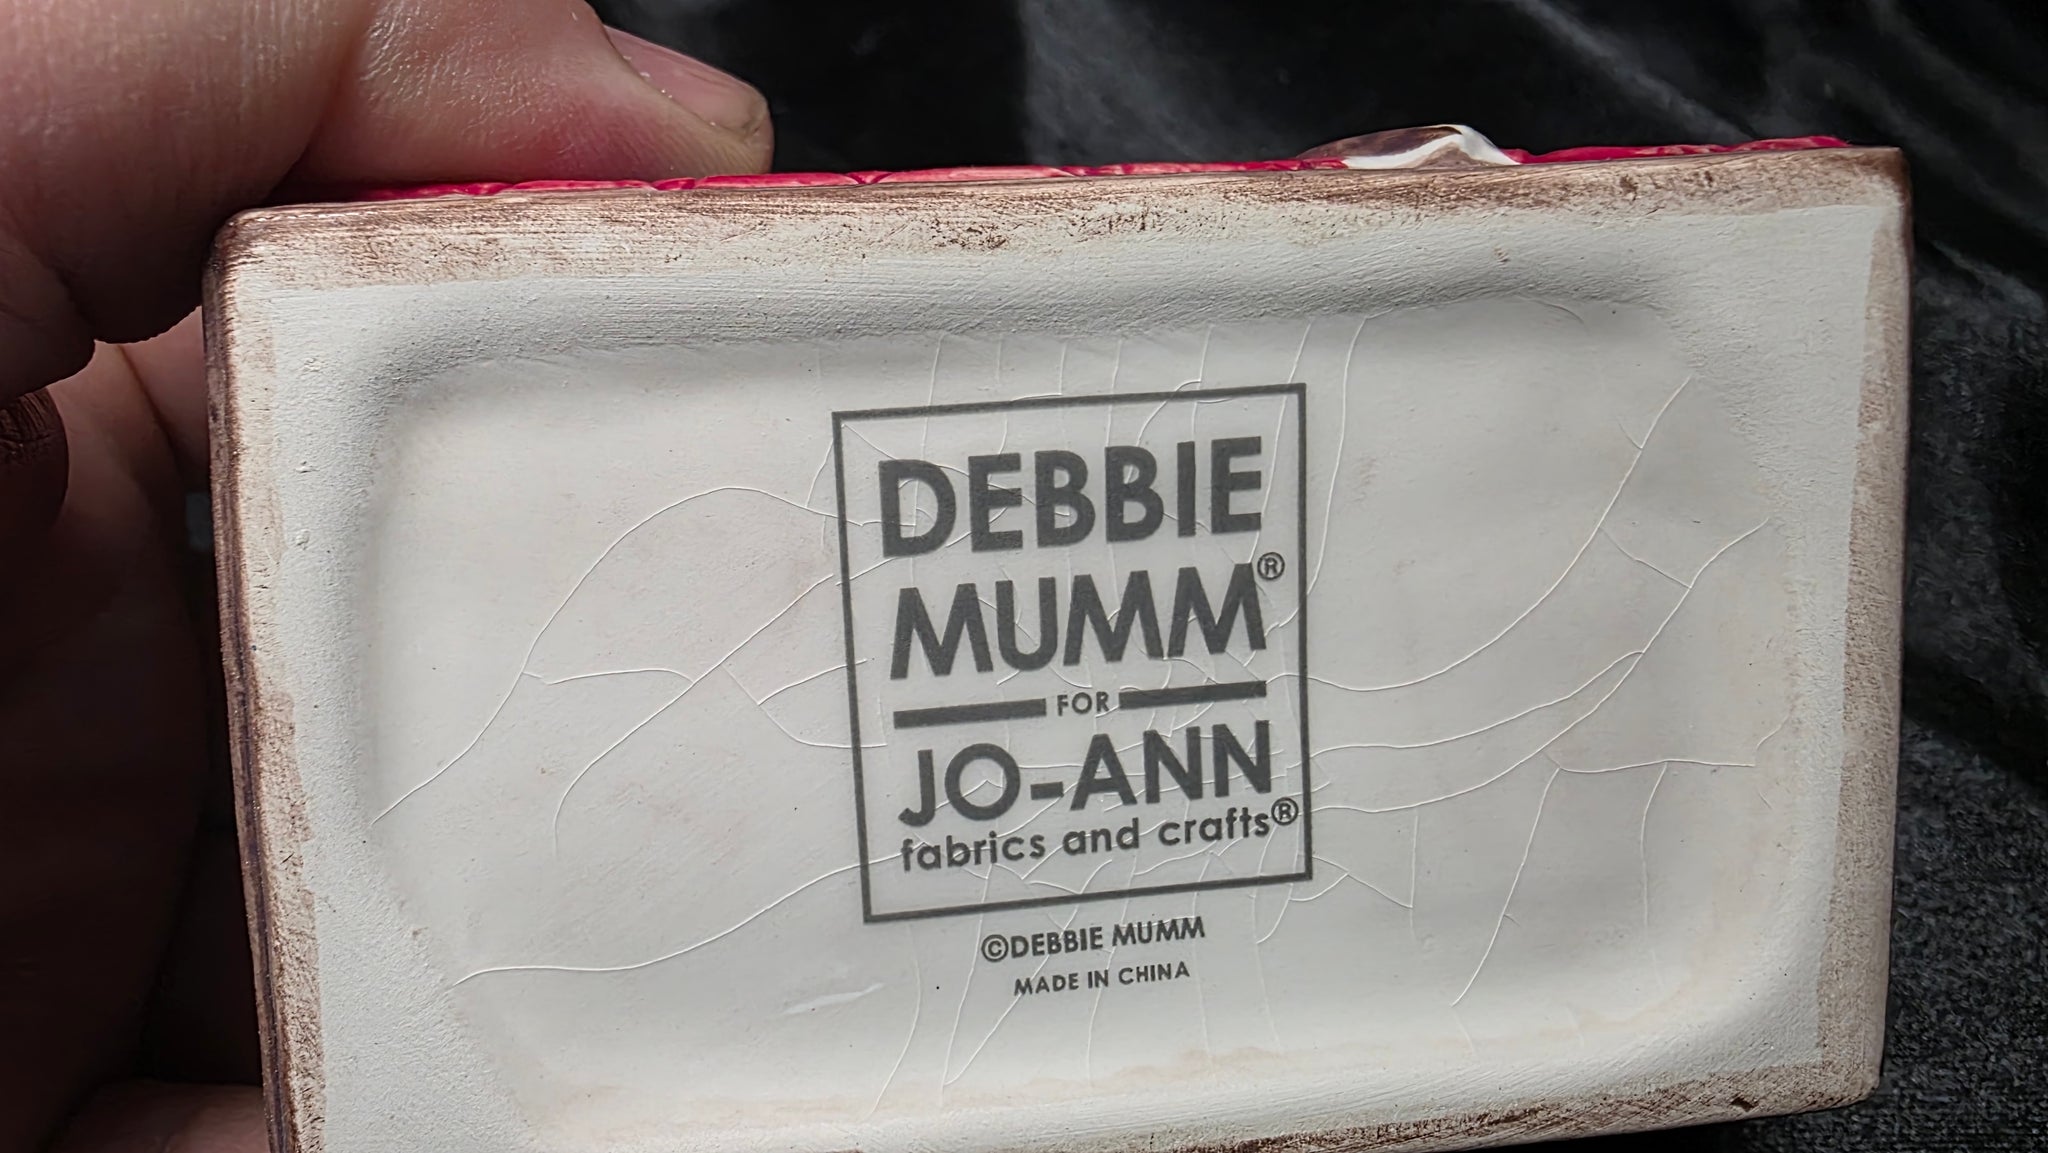 DEBBIE
MUMM®
FOR
JO-ANN
fabrics and crafts®
©DEBBIE MUMM
MADE IN CHINA